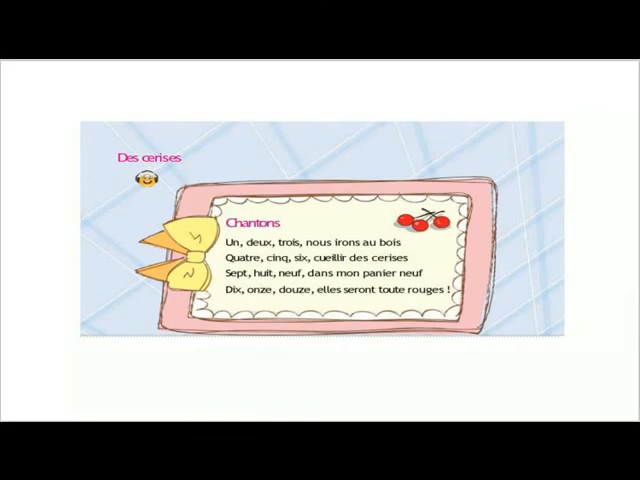 Des cerises
Chantons
Un, deux, trois, nous irons au bois
Quatre, cinq, six, cueillir des cerises
Sept, huit, neuf, dans mon panier neuf
Dix, onze, douze, elles seront toute rouges !